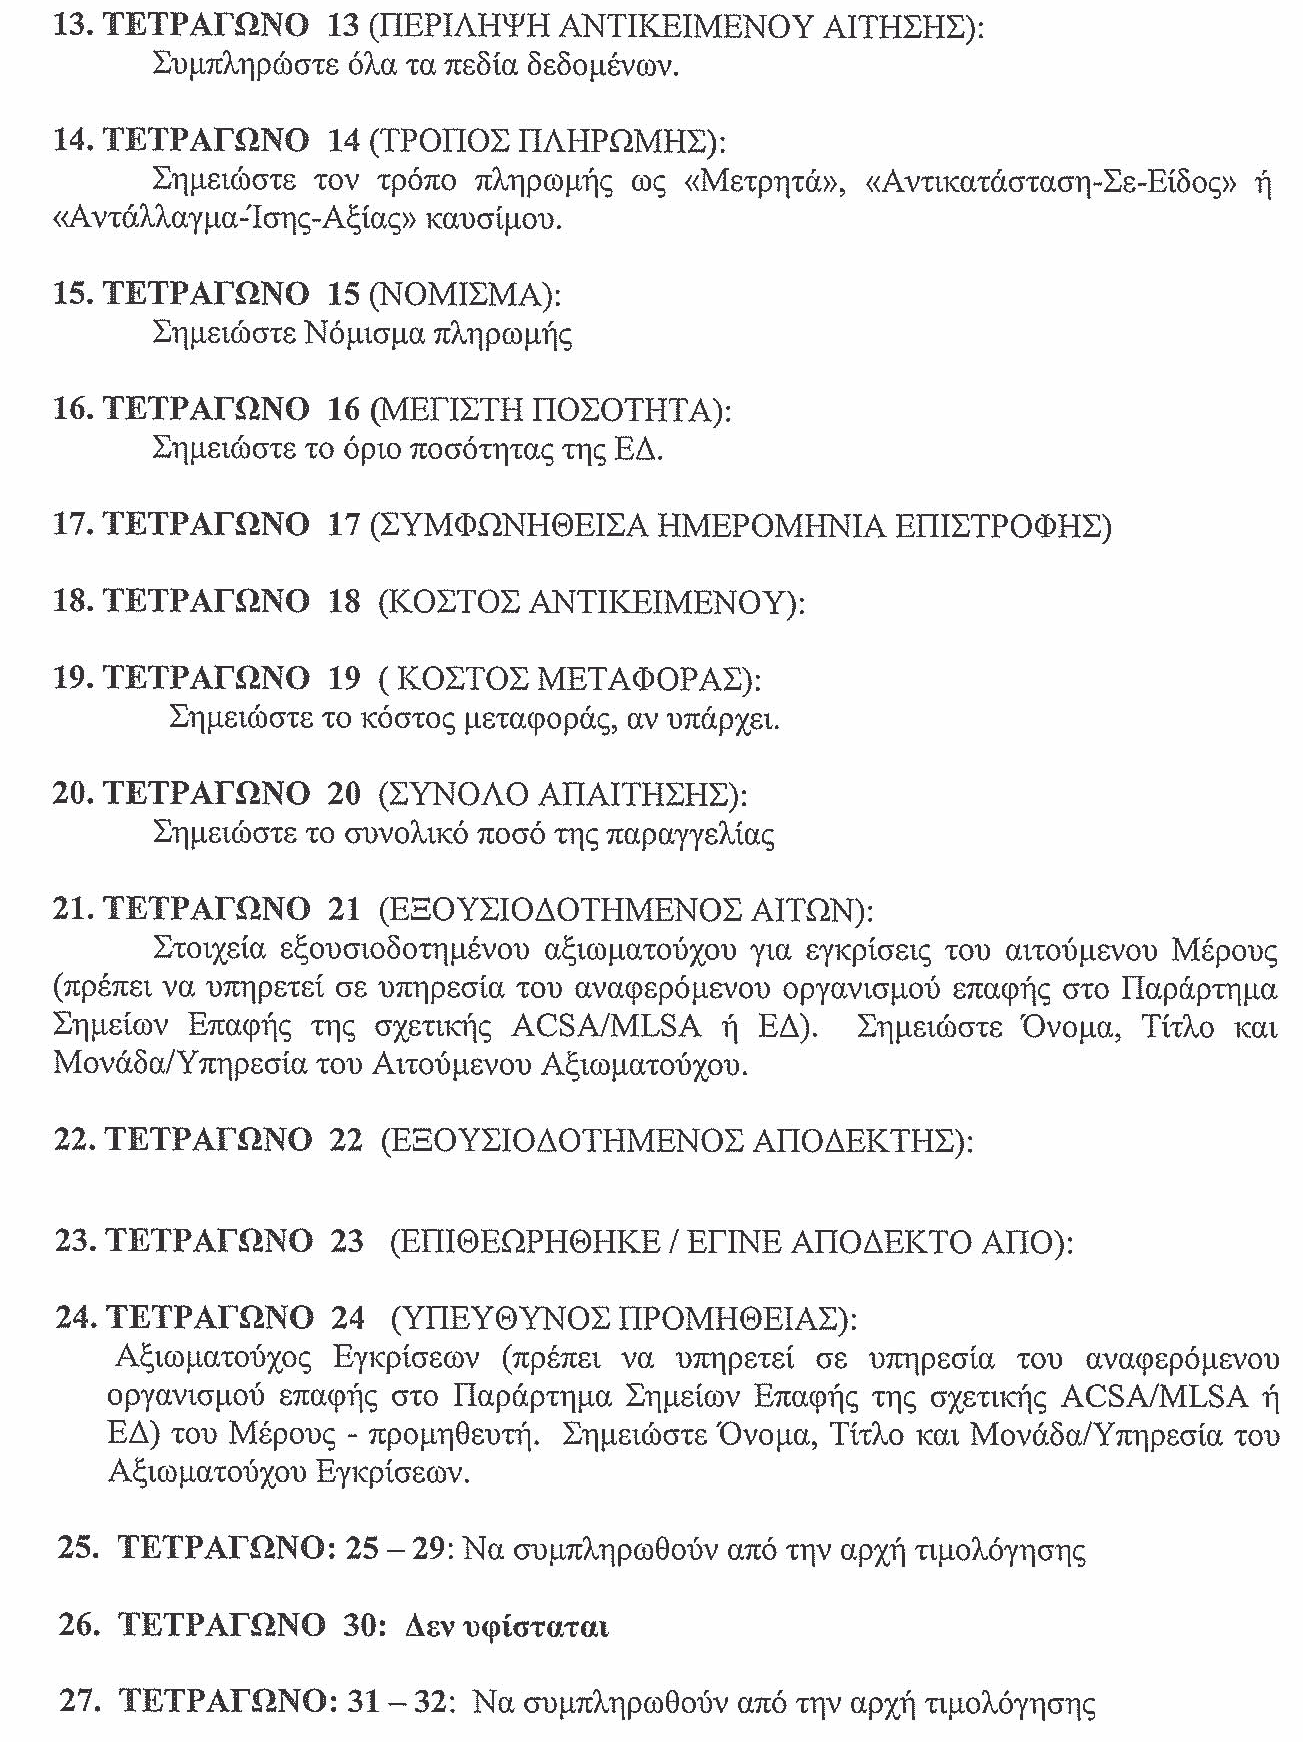 13. ΤΕΤΡΑΓΩΝΟ 13 (ΠΕΡΙΛΗΨΗ ΑΝΤΙΚΕΙΜΕΝΟΥ ΑΙΤΗΣΗΣ):
Συμπληρώστε όλα τα πεδία δεδομένων.
14. ΤΕΤΡΑΓΩΝΟ 14 (ΤΡΟΠΟΣ ΠΛΗΡΩΜΗΣ):
Σημειώστε τον τρόπο πληρωμής ως «Μετρητά», «Αντικατάσταση-Σε-Είδος» ή
«Αντάλλαγμα-Ίσης-Αξίας» καυσίμου.
15. ΤΕΤΡΑΓΩΝΟ 15 (ΝΟΜΙΣΜΑ):
Σημειώστε Νόμισμα πληρωμής
16. ΤΕΤΡΑΓΩΝΟ 16 (ΜΕΓΙΣΤΗ ΠΟΣΟΤΗΤΑ):
Σημειώστε το όριο ποσότητας της ΕΔ.
17. ΤΕΤΡΑΓΩΝΟ 17 (ΣΥΜΦΩΝΗΘΕΙΣΑ ΗΜΕΡΟΜΗΝΙΑ ΕΠΙΣΤΡΟΦΗΣ)
18. ΤΕΤΡΑΓΩΝΟ 18 (ΚΟΣΤΟΣ ΑΝΤΙΚΕΙΜΕΝΟΥ):
19. ΤΕΤΡΑΓΩΝΟ 19 ( ΚΟΣΤΟΣ ΜΕΤΑΦΟΡΑΣ):
Σημειώστε το κόστος μεταφοράς, αν υπάρχει.
20. ΤΕΤΡΑΓΩΝΟ 20 (ΣΥΝΟΛΟ ΑΠΑΙΤΗΣΗΣ):
Σημειώστε το συνολικό ποσό της παραγγελίας
21. ΤΕΤΡΑΓΩΝΟ 21 (ΕΞΟΥΣΙΟΔΟΤΗΜΕΝΟΣ ΑΙΤΩΝ):
Στοιχεία εξουσιοδοτημένου αξιωματούχου για εγκρίσεις του αιτούμενου Μέρους
(πρέπει να υπηρετεί σε υπηρεσία του αναφερόμενου οργανισμού επαφής στο Παράρτημα
Σημείων Επαφής της σχετικής ACSA/MLSA ή ΕΔ). Σημειώστε Όνομα, Τίτλο και
Μονάδα/Υπηρεσία του Αιτούμενου Αξιωματούχου.
22. ΤΕΤΡΑΓΩΝΟ 22 (ΕΞΟΥΣΙΟΔΟΤΗΜΕΝΟΣ ΑΠΟΔΕΚΤΗΣ):
23. ΤΕΤΡΑΓΩΝΟ 23 (ΕΠΙΘΕΩΡΗΘΗΚΕ / ΕΓΙΝΕ ΑΠΟΔΕΚΤΟ ΑΠΟ):
24. ΤΕΤΡΑΓΩΝΟ 24 (ΥΠΕΥΘΥΝΟΣ ΠΡΟΜΗΘΕΙΑΣ):
Αξιωματούχος Εγκρίσεων (πρέπει να υπηρετεί σε υπηρεσία του αναφερόμενου
οργανισμού επαφής στο Παράρτημα Σημείων Επαφής της σχετικής ACSA/MLSA ή
ΕΔ) του Μέρους - προμηθευτή. Σημειώστε Όνομα, Τίτλο και Μονάδα/Υπηρεσία του
Αξιωματούχου Εγκρίσεων.
25. ΤΕΤΡΑΓΩΝΟ: 25 – 29: Να συμπληρωθούν από την αρχή τιμολόγησης
26. ΤΕΤΡΑΓΩΝΟ 30: Δεν υφίσταται
27. ΤΕΤΡΑΓΩΝΟ: 31 – 32: Να συμπληρωθούν από την αρχή τιμολόγησης